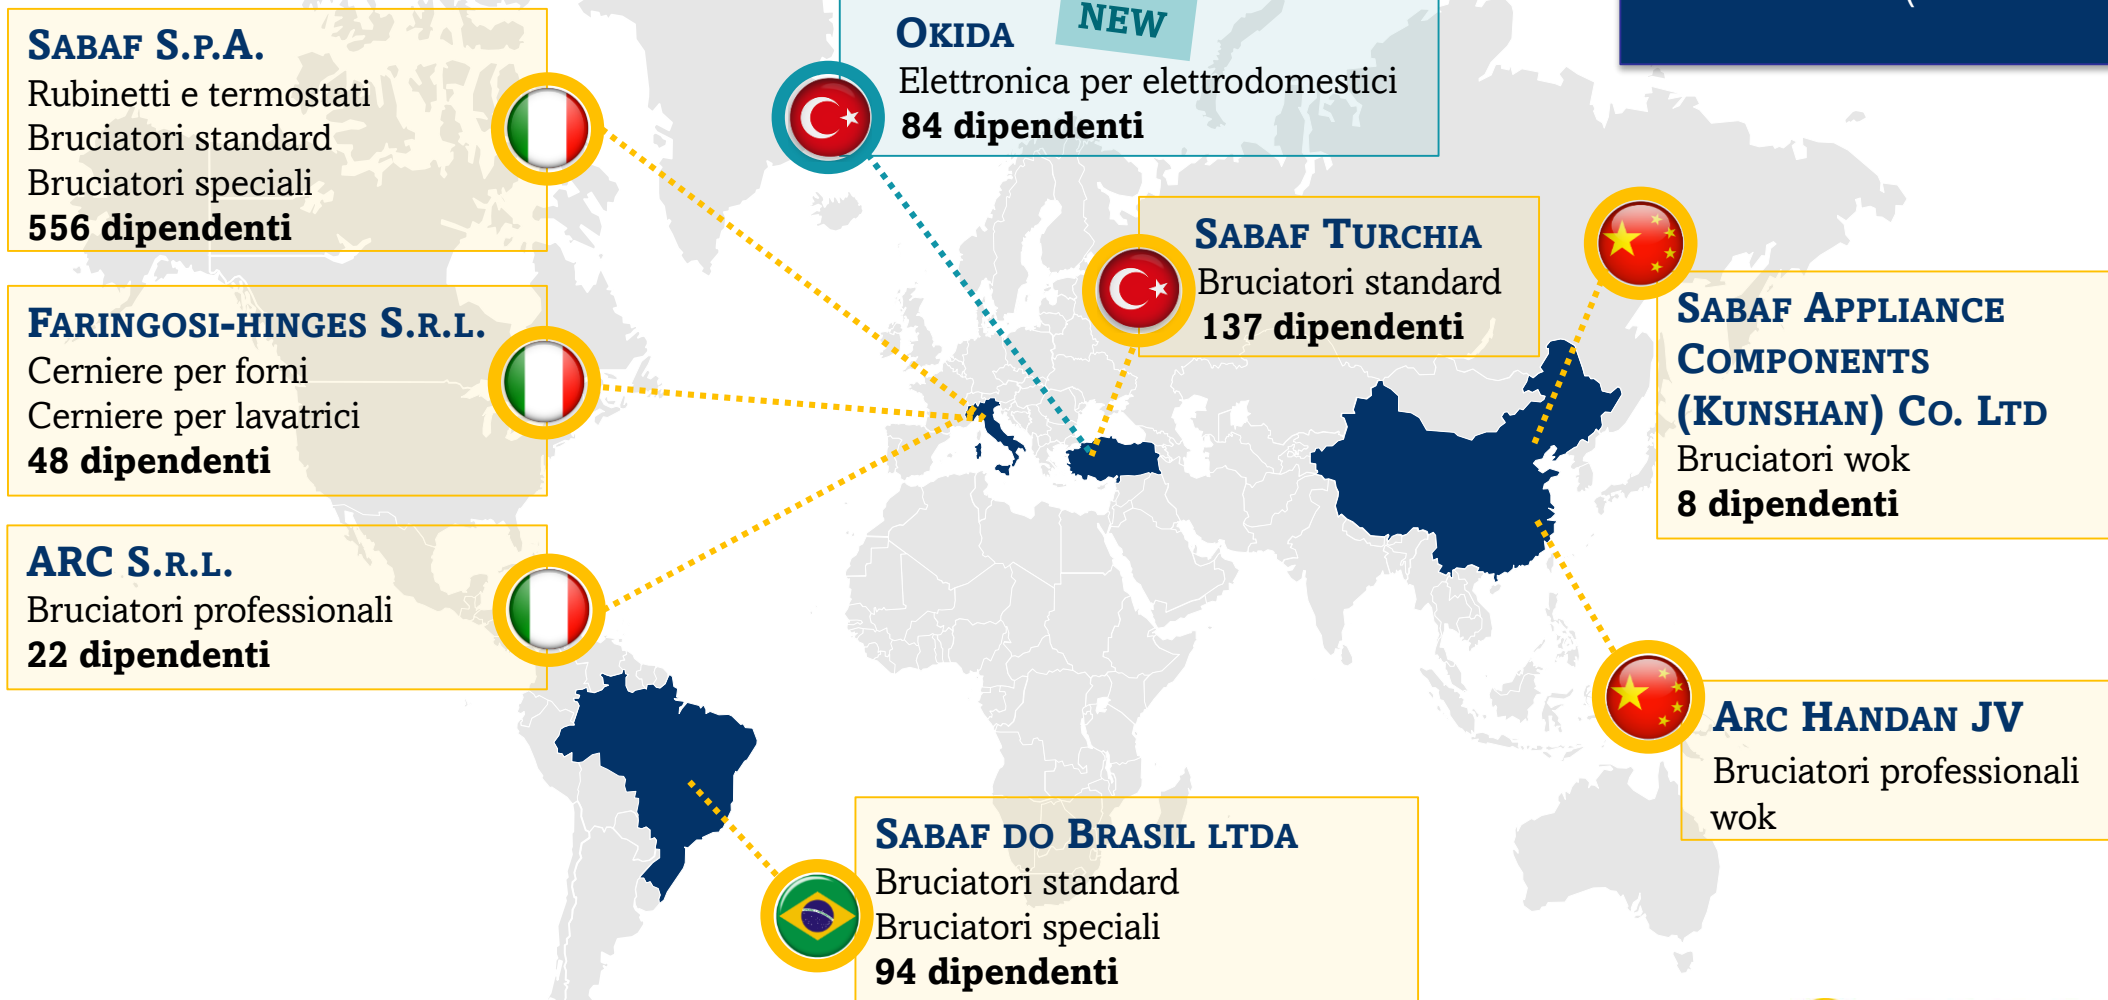 SABAF S.P.A.
Rubinetti e termostati
Bruciatori standard
Bruciatori speciali
556 dipendenti
OKIDA
NEW
Elettronica per elettrodomestici
84 dipendenti
SABAF TURCHIA
Bruciatori standard
137 dipendenti
FARINGOSI-HINGES S.R.L.
Cerniere per forni
Cerniere per lavatrici
48 dipendenti
SABAF APPLIANCE
COMPONENTS
(KUNSHAN) CO. LTD
Bruciatori wok
8 dipendenti
ARC S.R.L.
Bruciatori professionali
22 dipendenti
ARC HANDAN JV
Bruciatori professionali
wok
SABAF DO BRASIL LTDA
Bruciatori standard
Bruciatori speciali
94 dipendenti